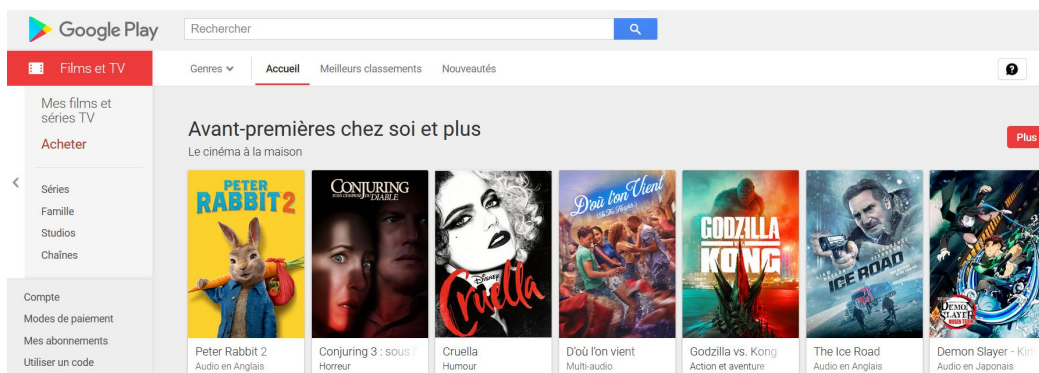 Google Play
Rechercher
Films et TV
Genres
Accueil
Meilleurs classements
Nouveautés
Mes films et
séries TV
Acheter
Séries
Famille
Studios
Chaînes
Compte
Modes de paiement
Mes abonnements
Utiliser un code
Avant-premières chez soi et plus
Le cinéma à la maison
Plus
PETER
RABBIT 2
CONJURING
SOUS L'EMPRISE DU DIABLE
DISNEY
Cruella
D'où l'on Vient
(In The Heights)
GODZILLA
KONG
ICE ROAD
DEMON
SLAYER
MUGEN TRAIN
Peter Rabbit 2
Audio en Anglais
Conjuring 3 : sous l'
Horreur
Cruella
Humour
D'où l'on vient
Multi-audio
Godzilla vs. Kong
Action et aventure
The Ice Road
Audio en Anglais
Demon Slayer - Kim
Audio en Japonais